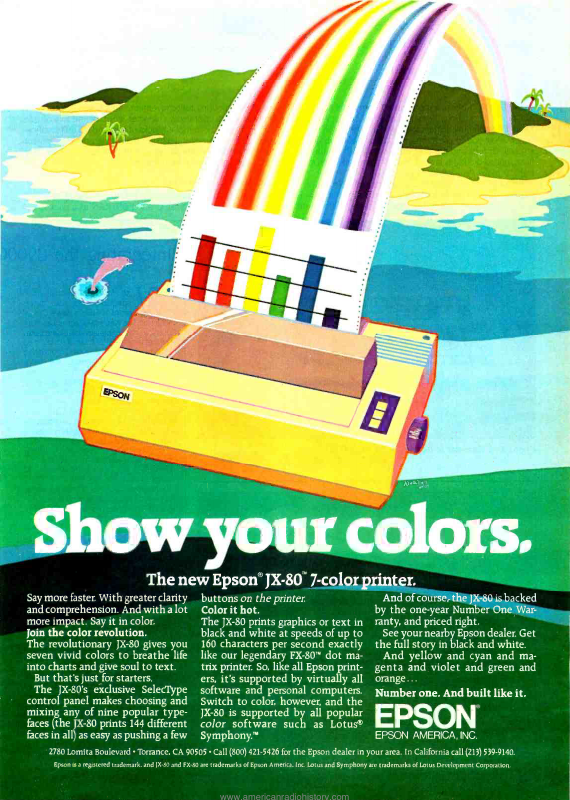 EPSON
Show your colors.
The new Epson® JX-80™ 7-color printer.
Say more faster. With greater clarity
and comprehension. And with a lot
more impact. Say it in color.
Join the color revolution.
The revolutionary JX-80 gives you
seven vivid colors to breathe life
into charts and give soul to text.
But that's just for starters.
The JX-80's exclusive SelecType
control panel makes choosing and
mixing any of nine popular type-
faces (the JX-80 prints 144 different
faces in all) as easy as pushing a few
buttons on the printer.
Color it hot.
The JX-80 prints graphics or text in
black and white at speeds of up to
160 characters per second exactly
like our legendary FX-80™ dot ma-
trix printer. So, like all Epson print-
ers, it's supported by virtually all
software and personal computers.
Switch to color, however, and the
JX-80 is supported by all popular
color software such as Lotus®
Symphony.™
And of course, the JX-80 is backed
by the one-year Number One War-
ranty, and priced right.
See your nearby Epson dealer. Get
the full story in black and white.
And yellow and cyan and ma-
genta and violet and green and
orange...
Number one. And built like it.
EPSON®
EPSON AMERICA, INC.
2780 Lomita Boulevard • Torrance, CA 90505 • Call (800) 421-5426 for the Epson dealer in your area. In California call (213) 539-9140.
Epson is a registered trademark, and JX-80 and FX-80 are trademarks of Epson America, Inc. Lotus and Symphony are trademarks of Lotus Development Corporation.
www.americanradiohistory.com